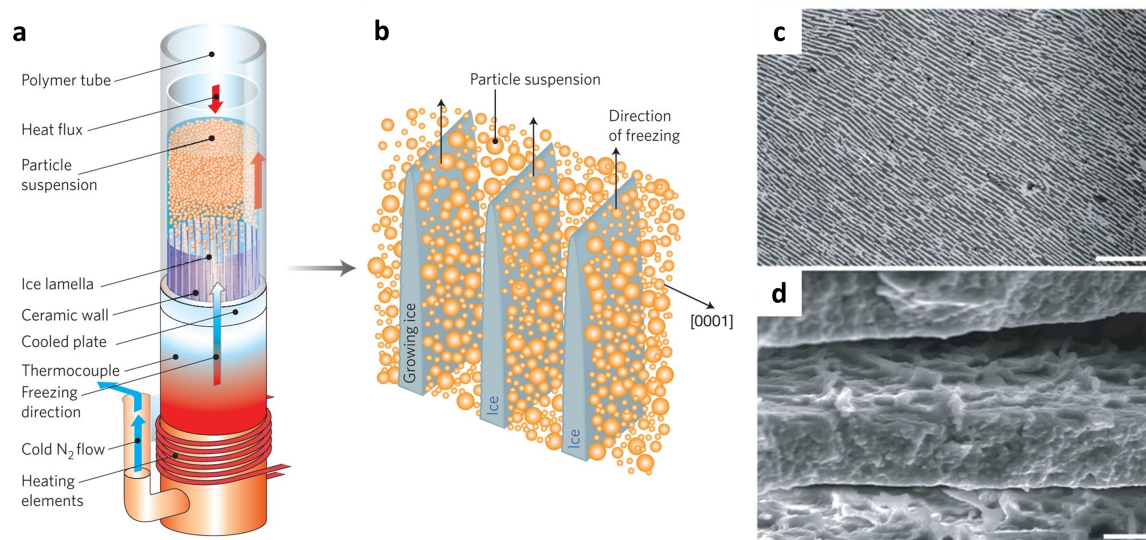 a
Polymer tube
Heat flux
Particle
suspension
Ice lamella
Ceramic wall
Cooled plate
Thermocouple
Freezing
direction
Cold N₂ flow
Heating
elements
b
Particle suspension
Direction
of freezing
[0001]
Growing ice
Ice
Ice
c
d